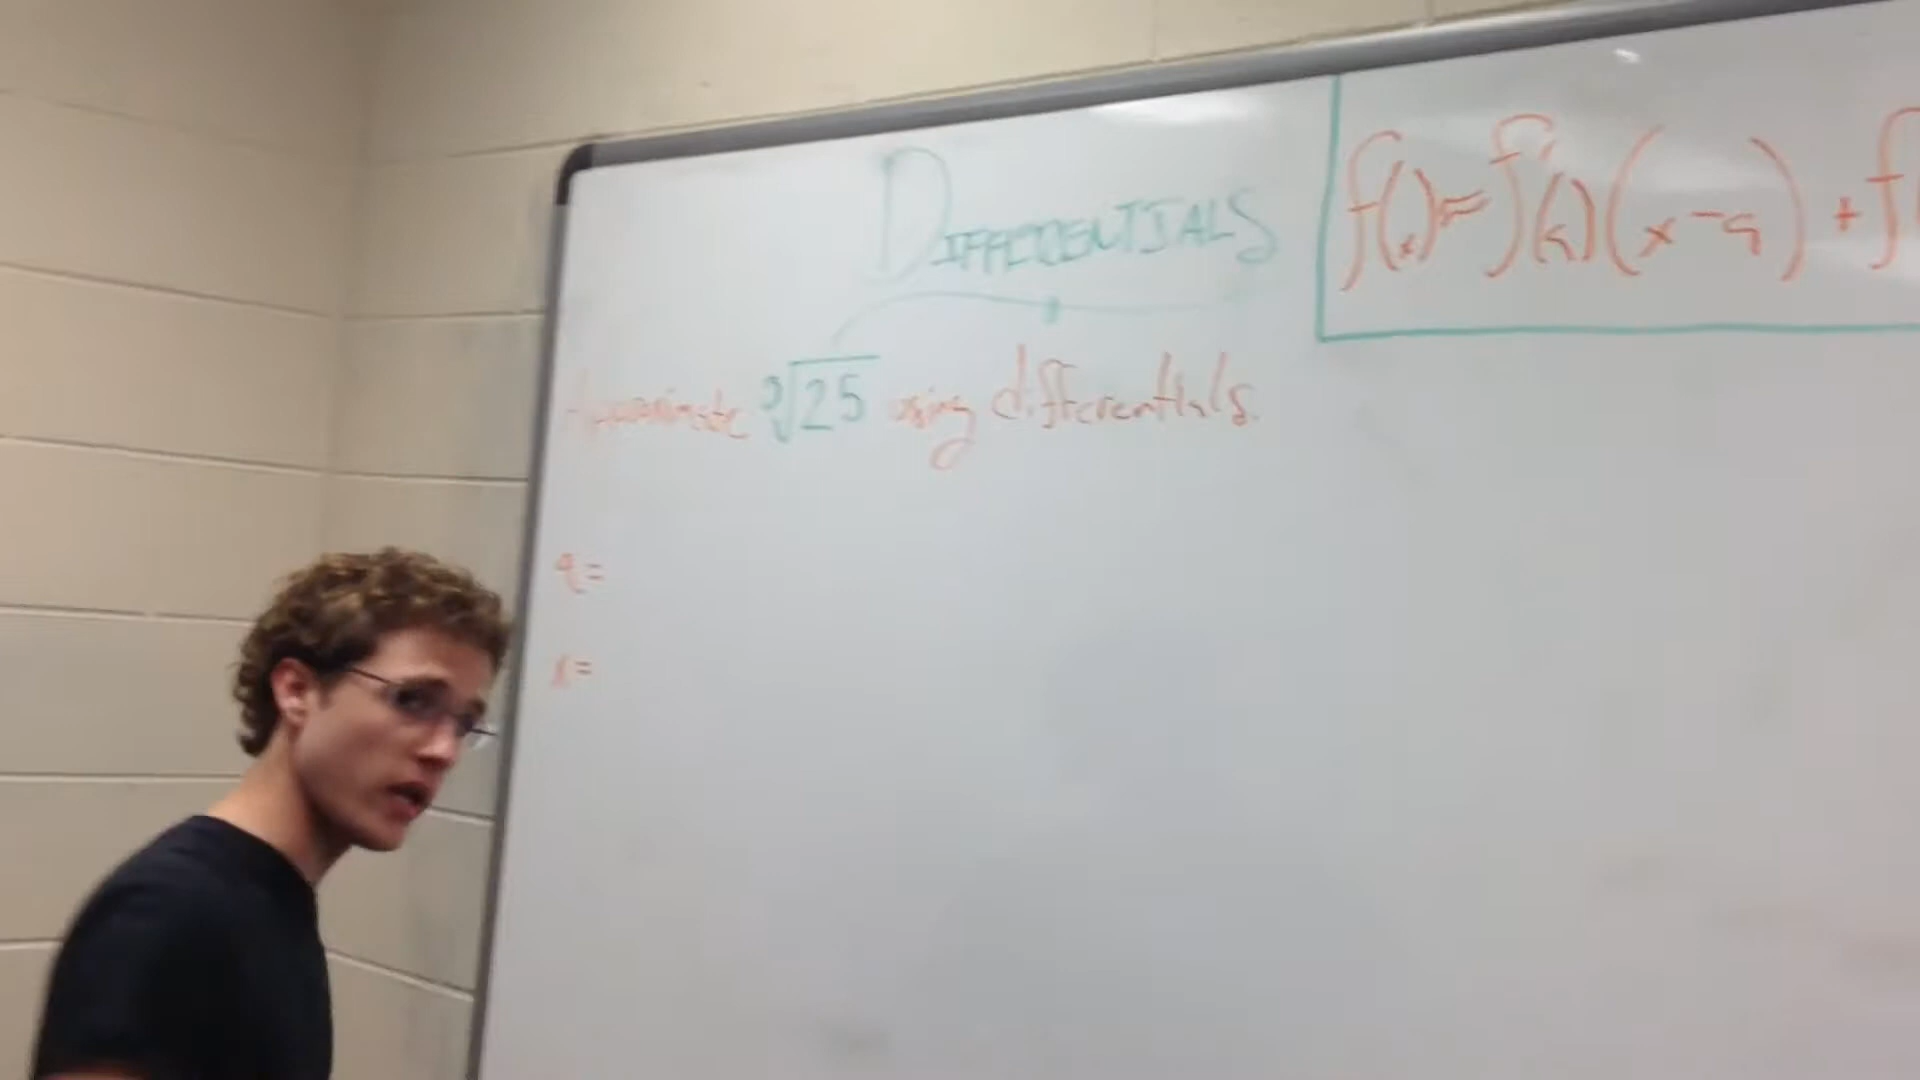 DIFFERENTIALS
f(x)≈f'(a)(x-a)+f(
Approximate ∛25 using differentials.
a=
x=